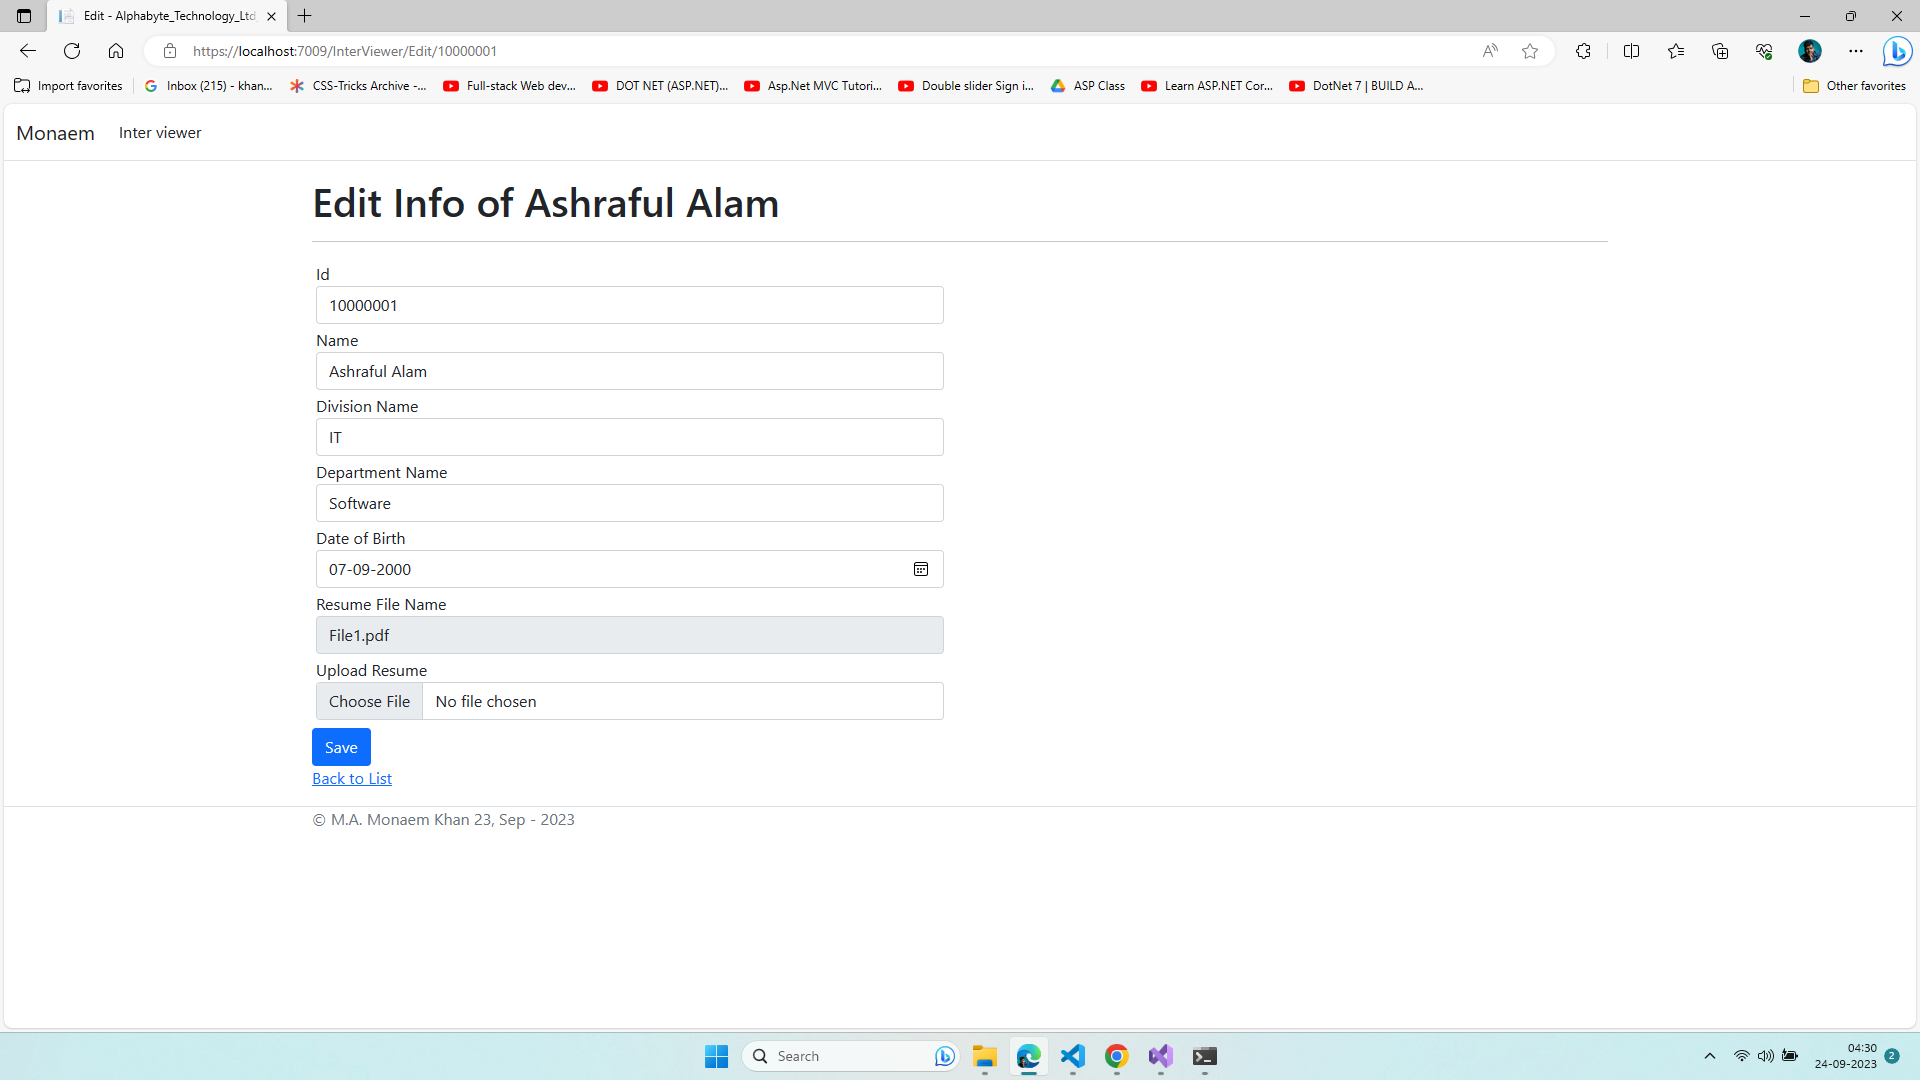 Edit - Alphabyte_Technology_Ltd
https://localhost:7009/InterViewer/Edit/10000001
Import favorites
Inbox (215) - khan...
CSS-Tricks Archive -...
Full-stack Web dev...
DOT NET (ASP.NET)...
Asp.Net MVC Tutori...
Double slider Sign i...
ASP Class
Learn ASP.NET Cor...
DotNet 7 | BUILD A...
Other favorites
Monaem
Inter viewer
Edit Info of Ashraful Alam
Id
10000001
Name
Ashraful Alam
Division Name
IT
Department Name
Software
Date of Birth
07-09-2000
Resume File Name
File1.pdf
Upload Resume
Choose File No file chosen
Save
Back to List
© M.A. Monaem Khan 23, Sep - 2023
Search
04:30
24-09-2023
2